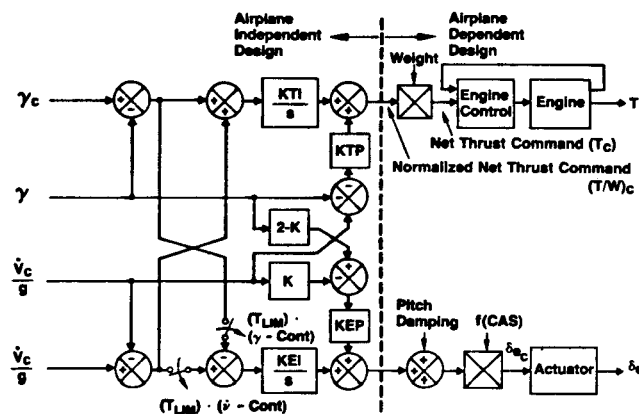 Airplane
Independent
Design
Airplane
Dependent
Design
Weight
γc
+ -
+ +
KTI
s
+ +
Engine
Control
Engine
T
Net Thrust Command (Tc)
KTP
Normalized Net Thrust Command
(T/W)c
γ
- -
2-K
V̇c
g
K
+
-
(TLIM) ·
(γ - Cont)
KEP
Pitch
Damping
f(CAS)
V̇c
g
-
+
-
+
KEI
s
+
+
+
+
δec
Actuator
δe
(TLIM) · (v̇ - Cont)